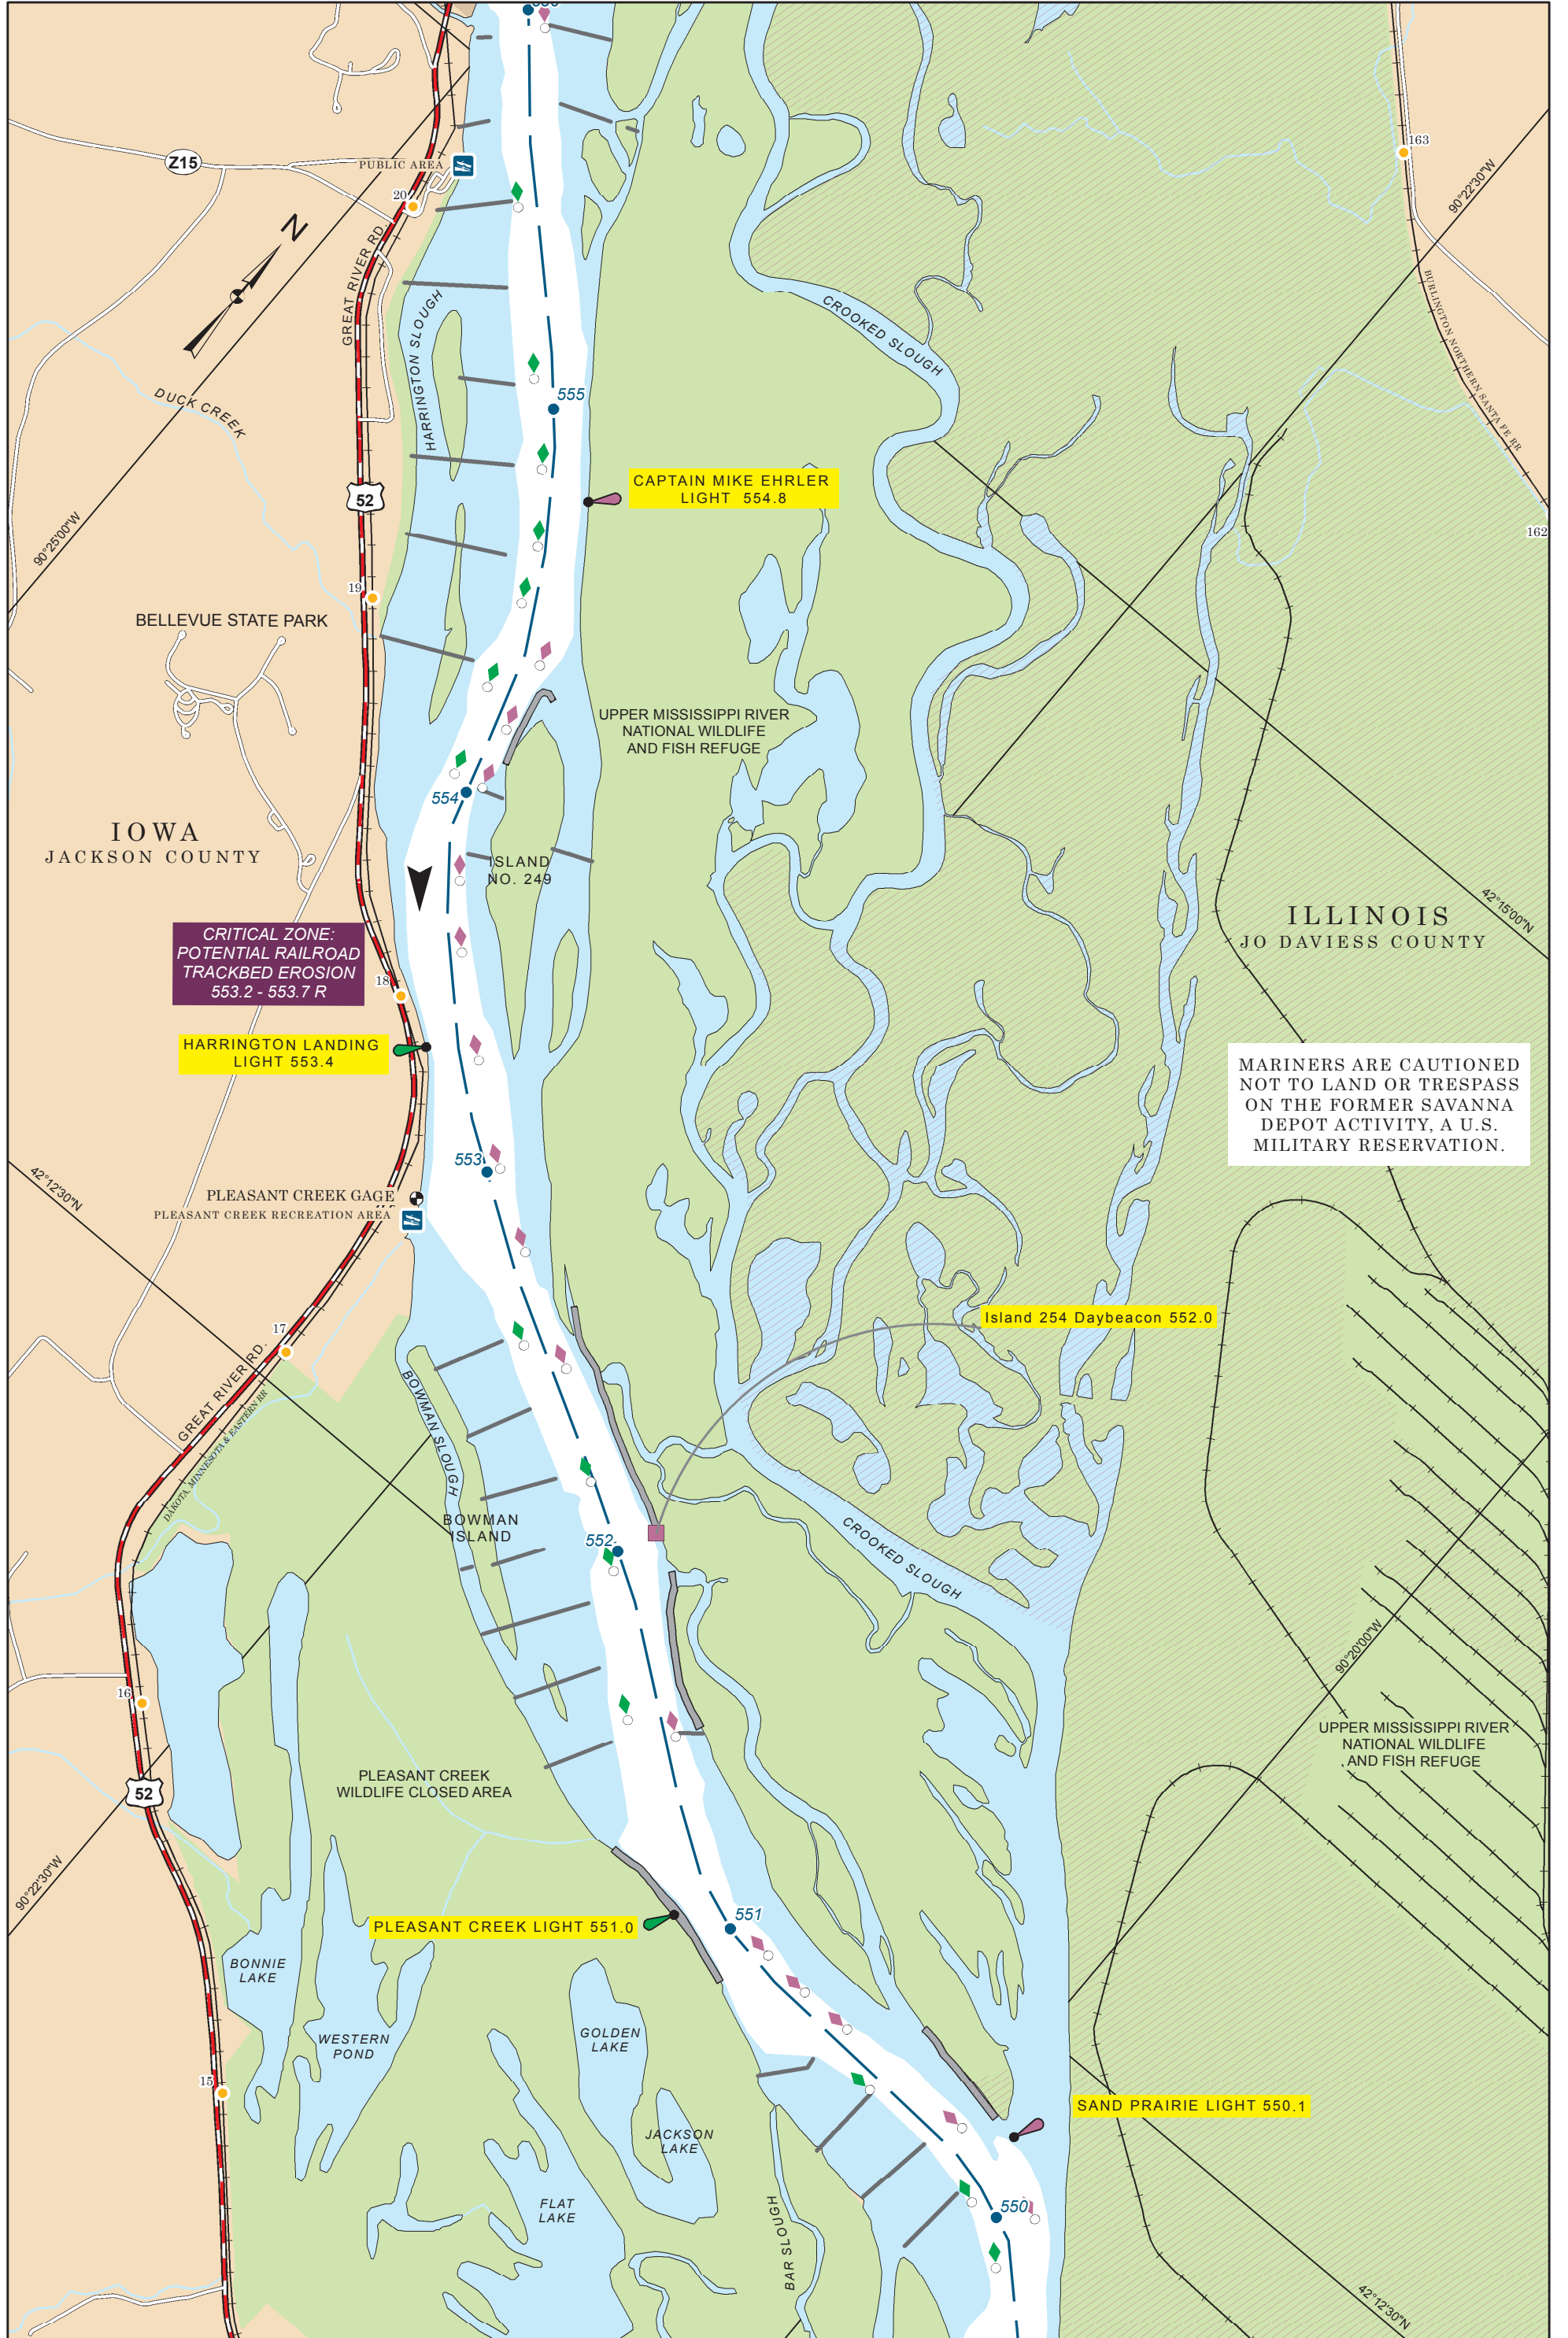 163
Z15
PUBLIC AREA
90°22'30"W
20
N
GREAT RIVER RD.
HARRINGTON SLOUGH
CROOKED SLOUGH
BURLINGTON NORTHERN SANTA FE RR
DUCK CREEK
555
CAPTAIN MIKE EHRLER
LIGHT 554.8
52
162
90°25'00"W
19
BELLEVUE STATE PARK
UPPER MISSISSIPPI RIVER
NATIONAL WILDLIFE
AND FISH REFUGE
554
IOWA
JACKSON COUNTY
ISLAND
NO. 249
42°15'00"N
ILLINOIS
JO DAVIESS COUNTY
CRITICAL ZONE:
POTENTIAL RAILROAD
TRACKBED EROSION
553.2 - 553.7 R
18
HARRINGTON LANDING
LIGHT 553.4
MARINERS ARE CAUTIONED
NOT TO LAND OR TRESPASS
ON THE FORMER SAVANNA
DEPOT ACTIVITY, A U.S.
MILITARY RESERVATION.
553
42°12'30"N
PLEASANT CREEK GAGE
PLEASANT CREEK RECREATION AREA
Island 254 Daybeacon 552.0
17
GREAT RIVER RD.
DAKOTA, MINNESOTA & EASTERN RR
BOWMAN SLOUGH
BOWMAN
ISLAND
552
CROOKED SLOUGH
90°20'00"W
16
UPPER MISSISSIPPI RIVER
NATIONAL WILDLIFE
AND FISH REFUGE
PLEASANT CREEK
WILDLIFE CLOSED AREA
52
90°22'30"W
551
PLEASANT CREEK LIGHT 551.0
BONNIE
LAKE
WESTERN
POND
GOLDEN
LAKE
15
SAND PRAIRIE LIGHT 550.1
JACKSON
LAKE
FLAT
LAKE
550
BAR SLOUGH
42°12'30"N